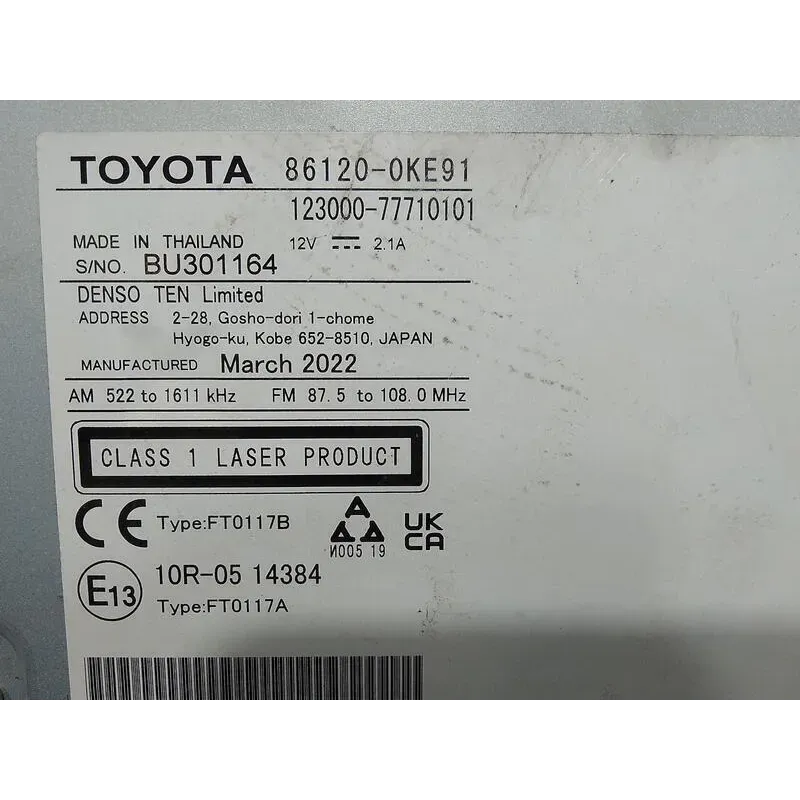 TOYOTA 86120-0KE91
123000-77710101
MADE IN THAILAND 12V ⎓ 2.1A
S/NO. BU301164
DENSO TEN Limited
ADDRESS 2-28, Gosho-dori 1-chome
Hyogo-ku, Kobe 652-8510, JAPAN
MANUFACTURED March 2022
AM 522 to 1611 kHz FM 87.5 to 108.0 MHz
CLASS 1 LASER PRODUCT
CE Type:FT0117B
A
AA
И005 19
UK
CA
E13
10R-05 14384
Type:FT0117A